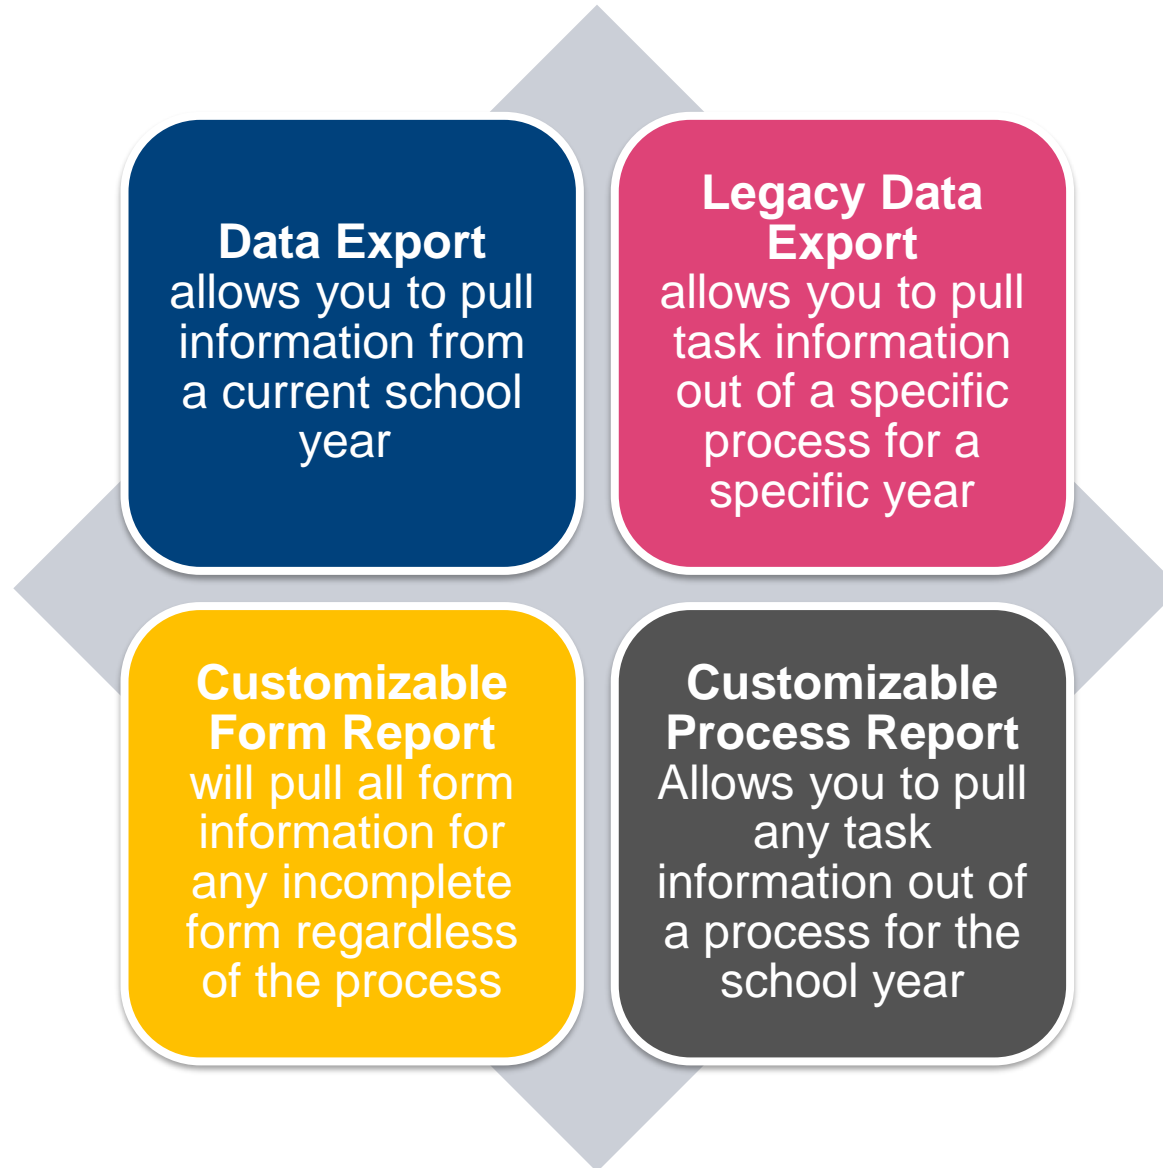 Data Export
allows you to pull
information from
a current school
year
Legacy Data
Export
allows you to pull
task information
out of a specific
process for a
specific year
Customizable
Form Report
will pull all form
information for
any incomplete
form regardless
of the process
Customizable
Process Report
Allows you to pull
any task
information out of
a process for the
school year